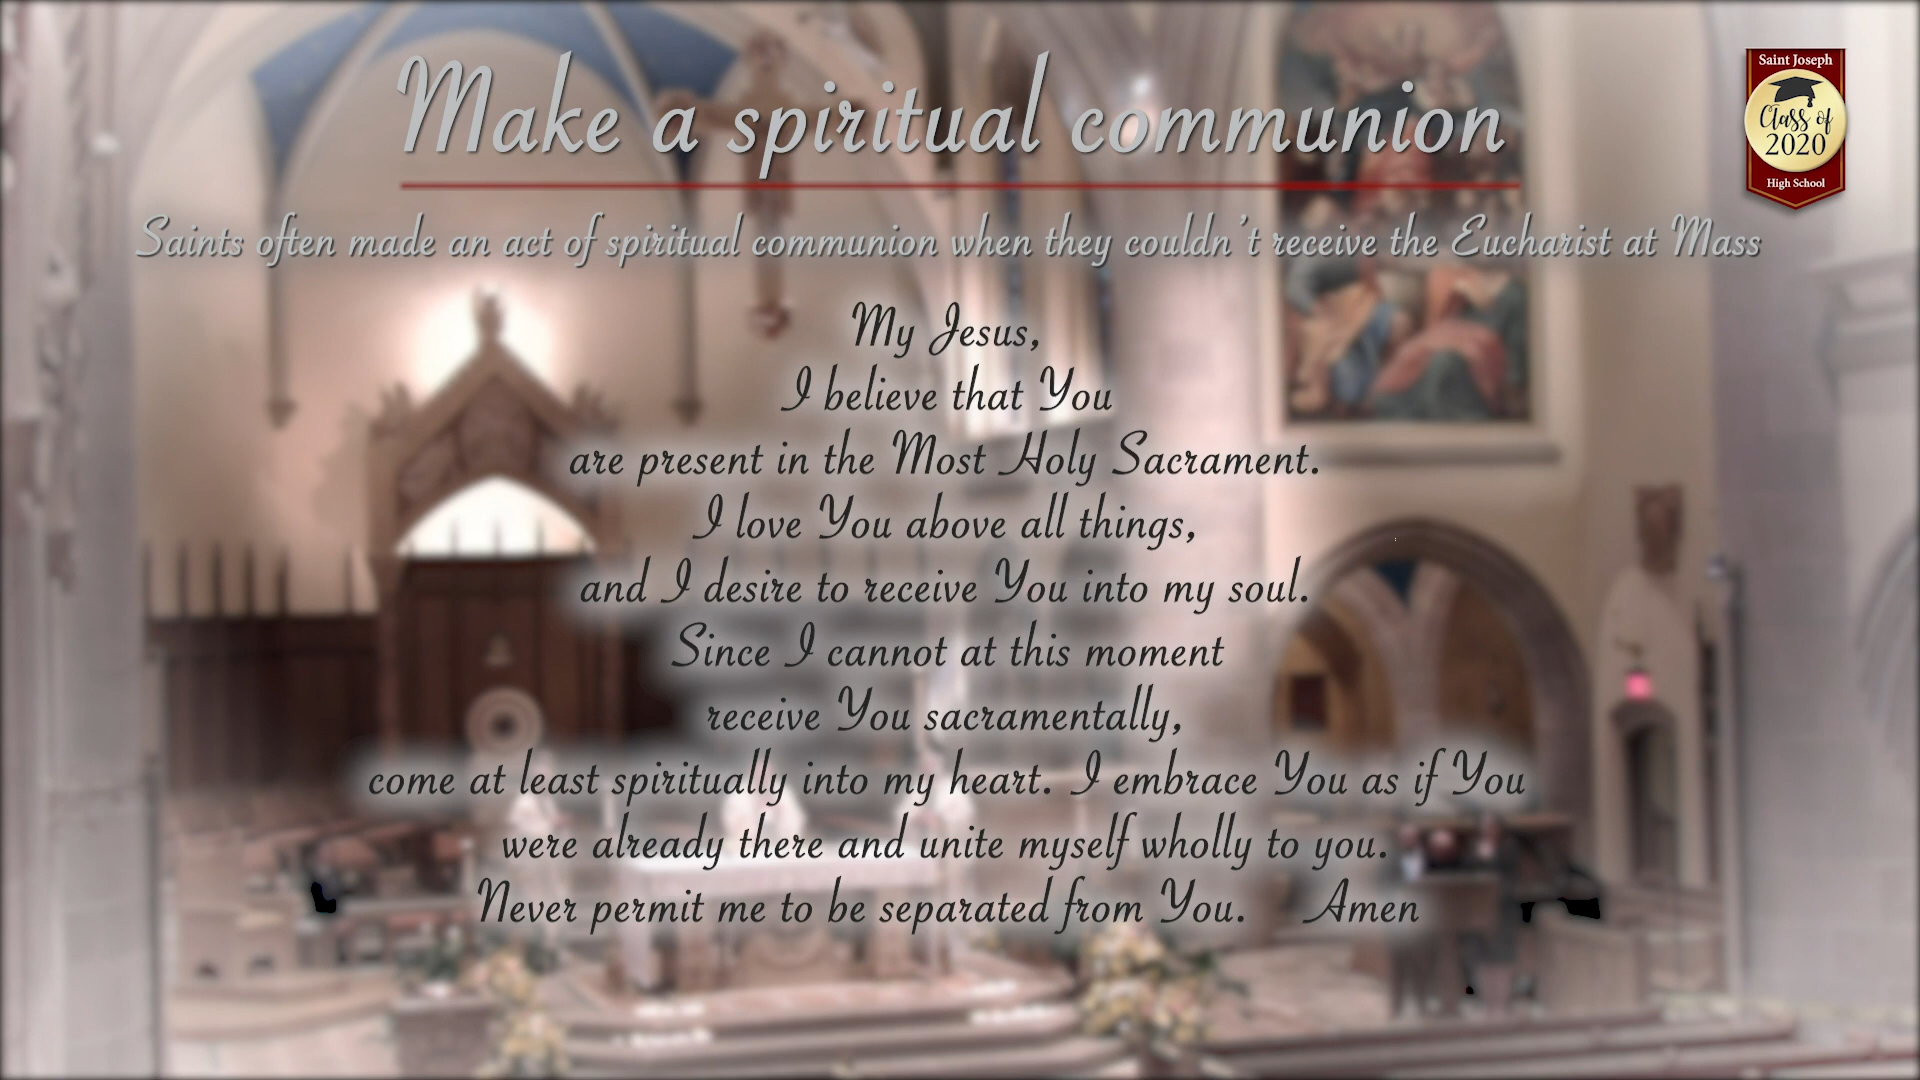 Make a spiritual communion
Saint Joseph
Class of
2020
High School
Saints often made an act of spiritual communion when they couldn't receive the Eucharist at Mass
My Jesus,
I believe that You
are present in the Most Holy Sacrament.
I love You above all things,
and I desire to receive You into my soul.
Since I cannot at this moment
receive You sacramentally,
come at least spiritually into my heart. I embrace You as if You
were already there and unite myself wholly to you.
Never permit me to be separated from You. Amen